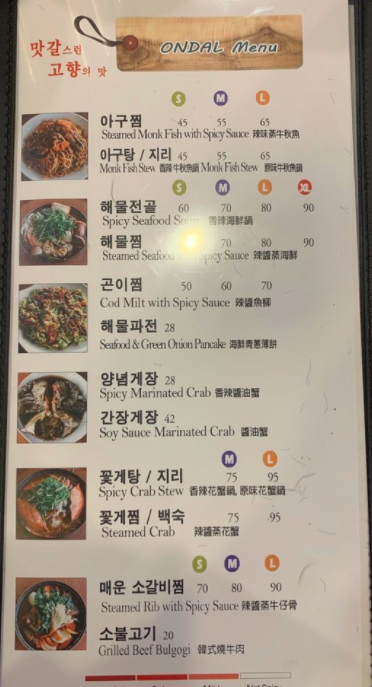 맛갈스런
고향의 맛
ONDAL Menu
S M L
아구찜 45 55 65
Steamed Monk Fish with Spicy Sauce 辣味蒸牛秋魚
아구탕 / 지리 45 55 65
Monk Fish Stew 香辣牛秋魚鍋 Monk Fish Stew 原味牛秋魚鍋
S M L XL
해물전골 60 70 80 90
Spicy Seafood 香辣海鮮鍋
해물찜 70 80 90
Steamed Seafood Spicy Sauce 辣醬蒸海鮮
곤이찜 50 60 70
Cod Milt with Spicy Sauce 辣醬魚柳
해물파전 28
Seafood & Green Onion Pancake 海鮮青蔥薄餅
양념게장 28
Spicy Marinated Crab 香辣醬油蟹
간장게장 42
Soy Sauce Marinated Crab 醬油蟹
M L
꽃게탕 / 지리 75 95
Spicy Crab Stew 香辣花蟹鍋, 原味花蟹鍋
꽃게찜 / 백숙 75 95
Steamed Crab 辣醬蒸花蟹
S M L
매운 소갈비찜 70 80 90
Steamed Rib with Spicy Sauce 辣醬蒸牛仔骨
소불고기 20
Grilled Beef Bulgogi 韓式燒牛肉